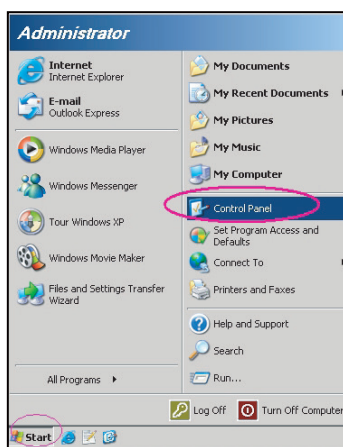 Administrator
Internet
Internet Explorer
E-mail
Outlook Express
Windows Media Player
Windows Messenger
Tour Windows XP
Windows Movie Maker
Files and Settings Transfer
Wizard
All Programs
My Documents
My Recent Documents
My Pictures
My Music
My Computer
Control Panel
Set Program Access and
Defaults
Connect To
Printers and Faxes
Help and Support
Search
Run...
Log Off
Turn Off Computer
Start